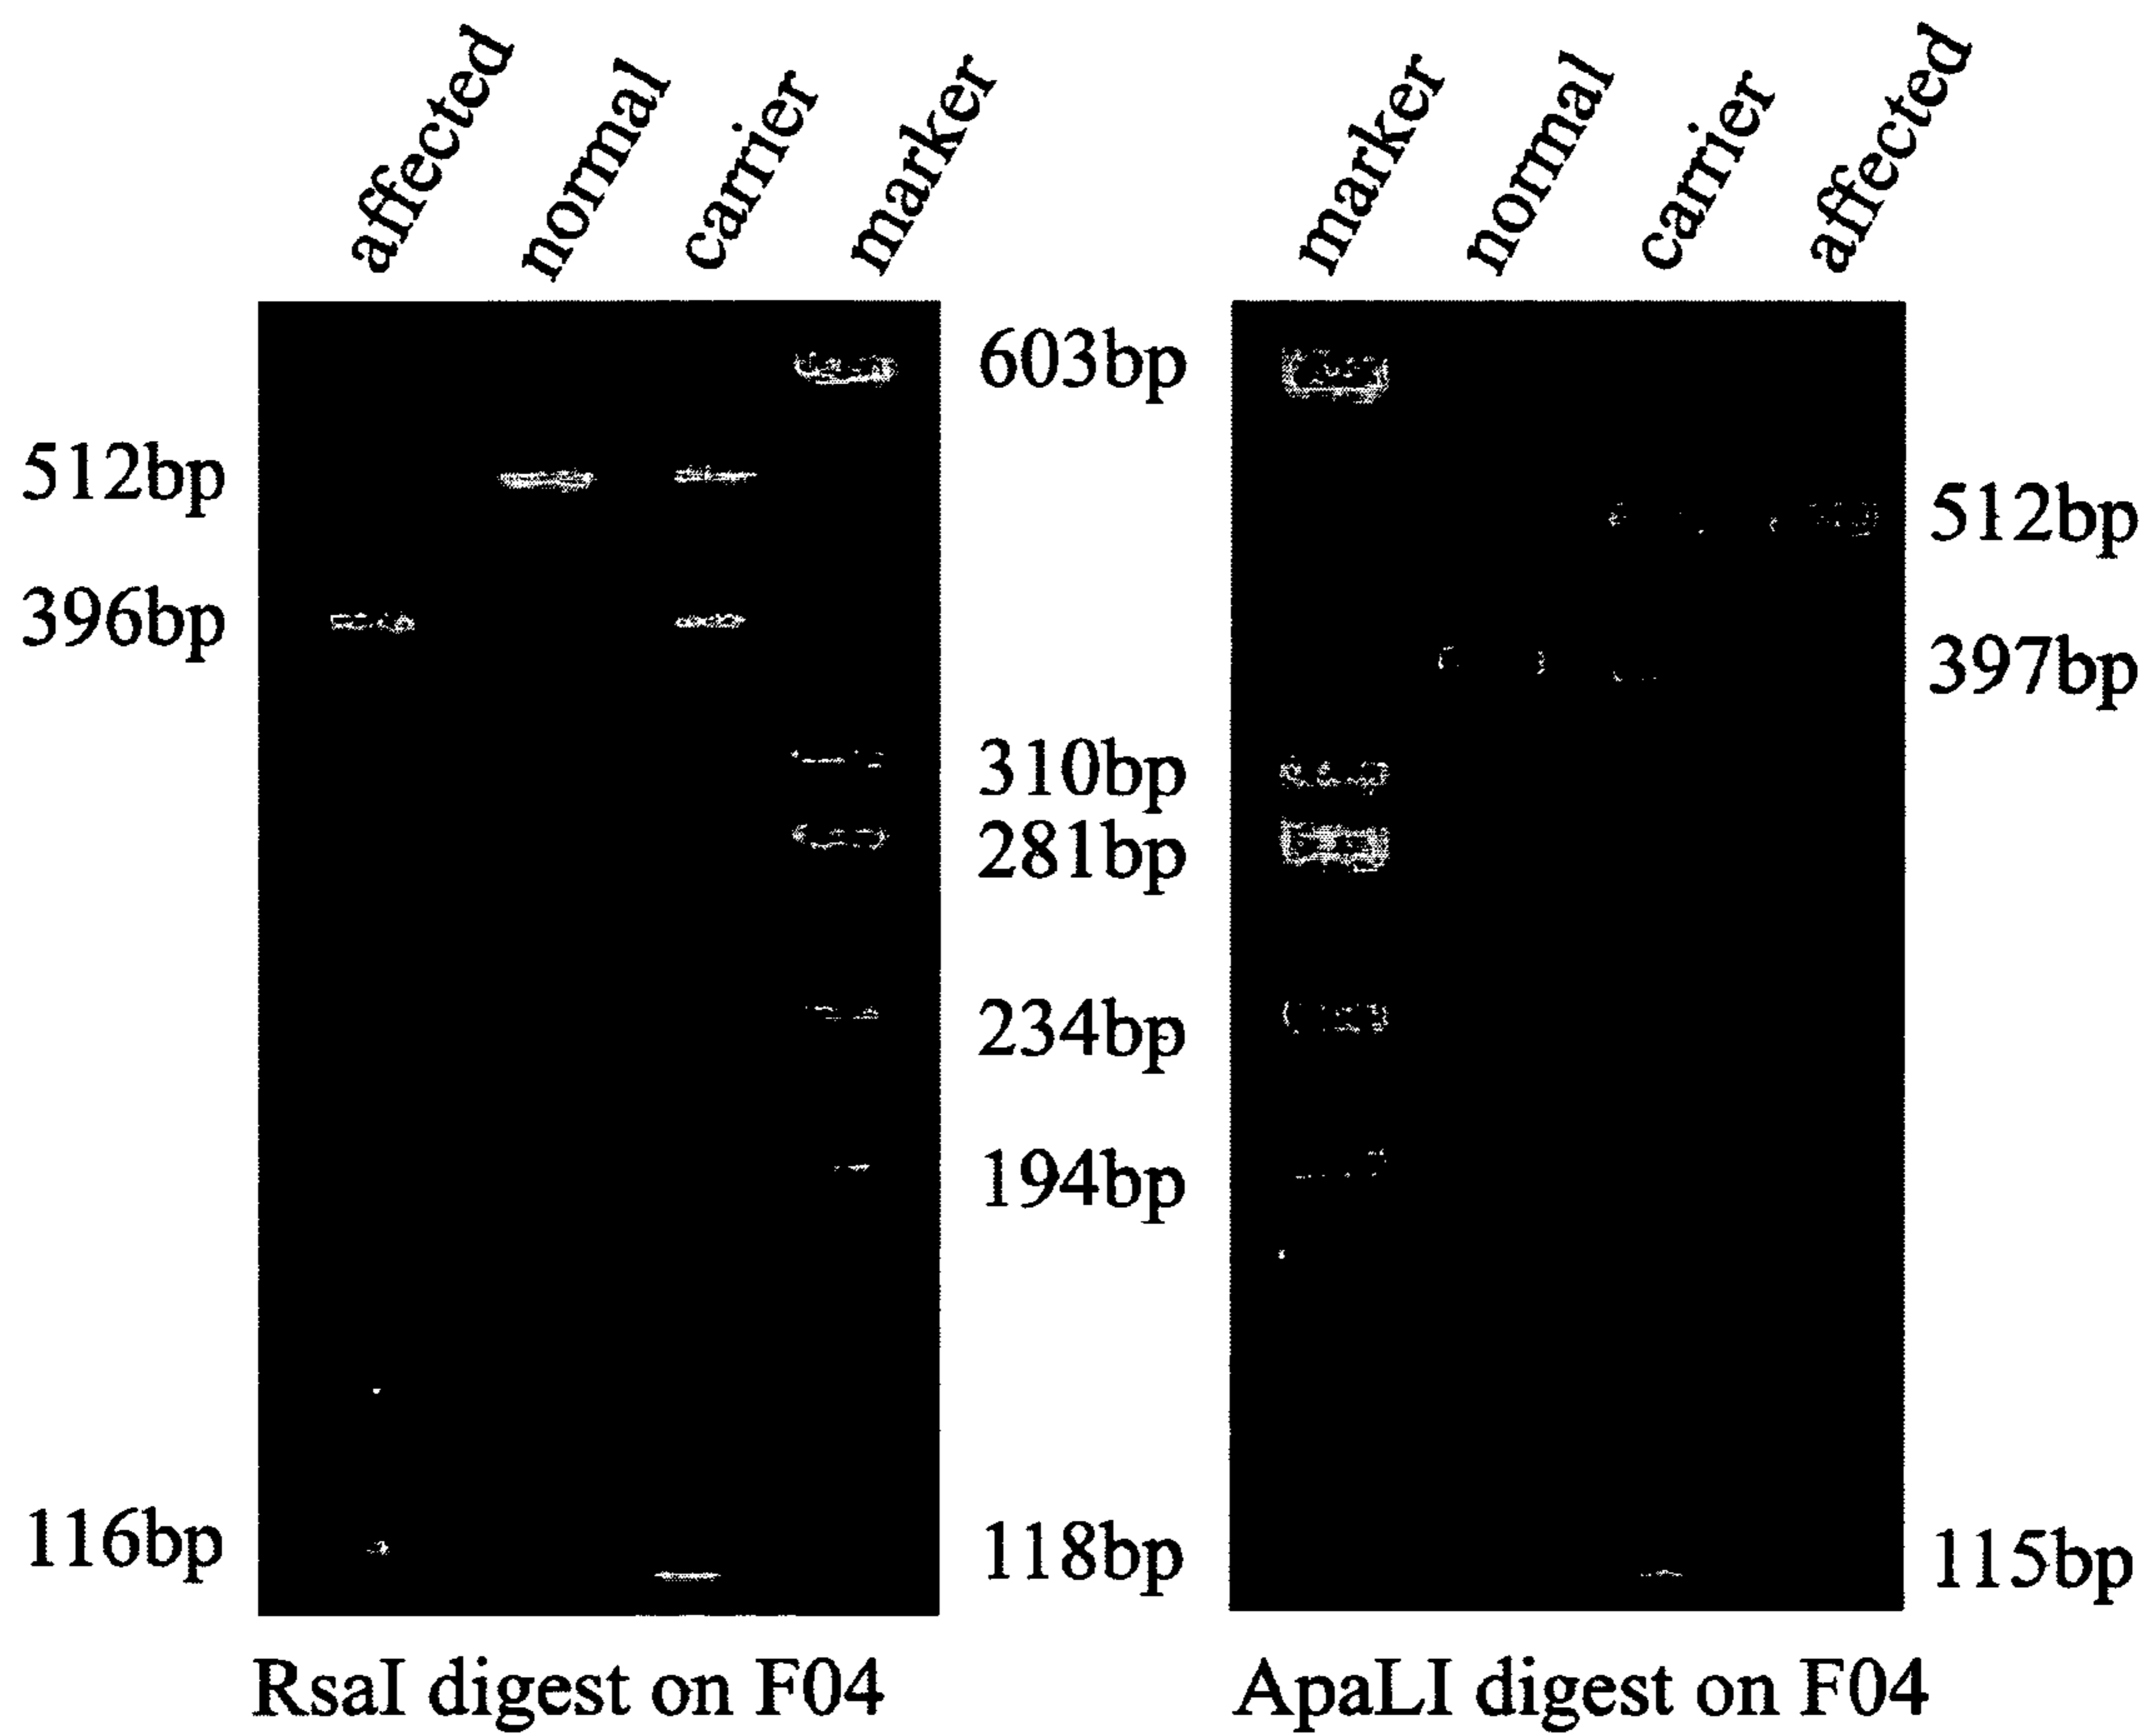 affected normal carrier marker marker normal carrier affected
603bp
512bp 512bp
396bp 397bp
310bp
281bp
234bp
194bp
116bp 118bp 115bp
RsaI digest on F04 ApaLI digest on F04